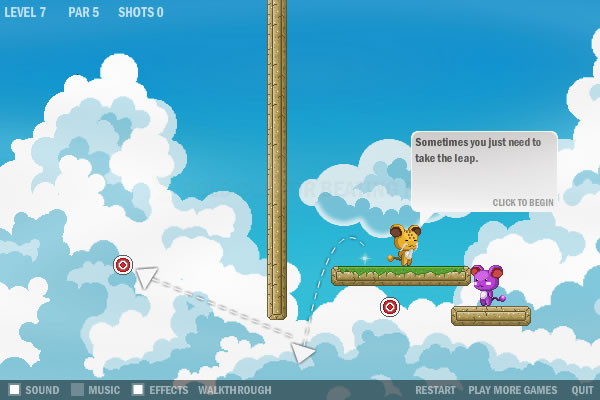 LEVEL 7 PAR 5 SHOTS 0
Sometimes you just need to
take the leap.
CLICK TO BEGIN
SOUND MUSIC EFFECTS WALKTHROUGH RESTART PLAY MORE GAMES QUIT